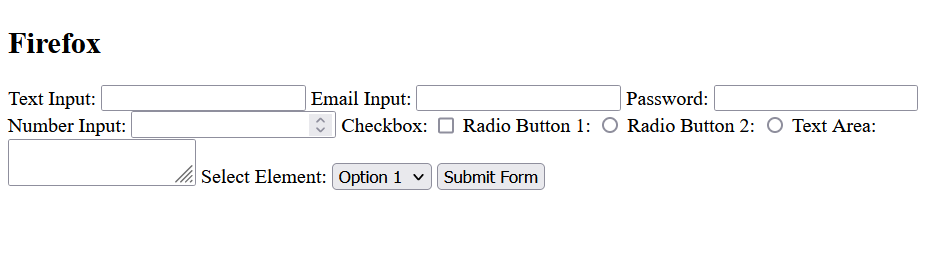 Firefox
Text Input: Email Input: Password:
Number Input: Checkbox: Radio Button 1: Radio Button 2: Text Area:
Select Element: Option 1 Submit Form